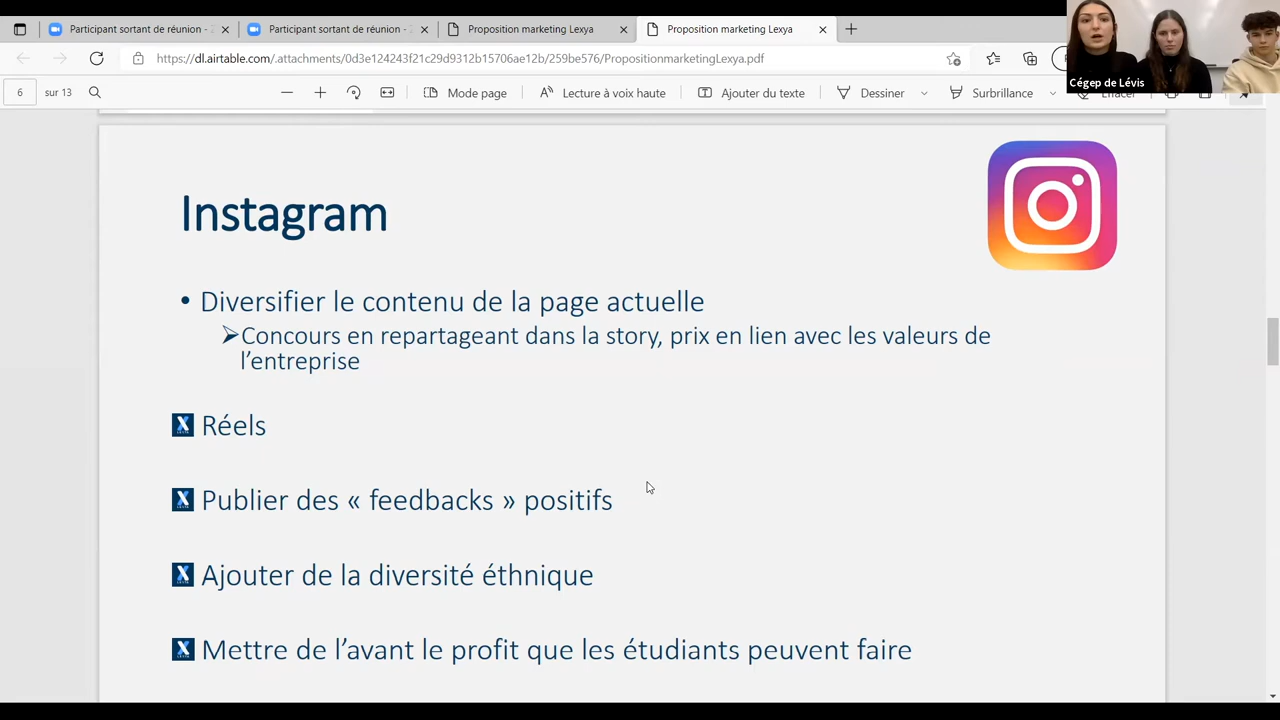 Participant sortant de réunion -
Participant sortant de réunion -
Proposition marketing Lexya
Proposition marketing Lexya
Cégep de Lévis
https://dl.airtable.com/.attachments/0d3c24243f21c29d9312b15706ae12b/259be576/PropositionmarketingLexya.pdf
6 sur 13
Mode page
Lecture à voix haute
Ajouter du texte
Dessiner
Surbrillance
Effacer
Instagram
• Diversifier le contenu de la page actuelle
Concours en repartageant dans la story, prix en lien avec les valeurs de
l’entreprise
Réels
Publier des « feedbacks » positifs
Ajouter de la diversité éthnique
Mettre de l’avant le profit que les étudiants peuvent faire